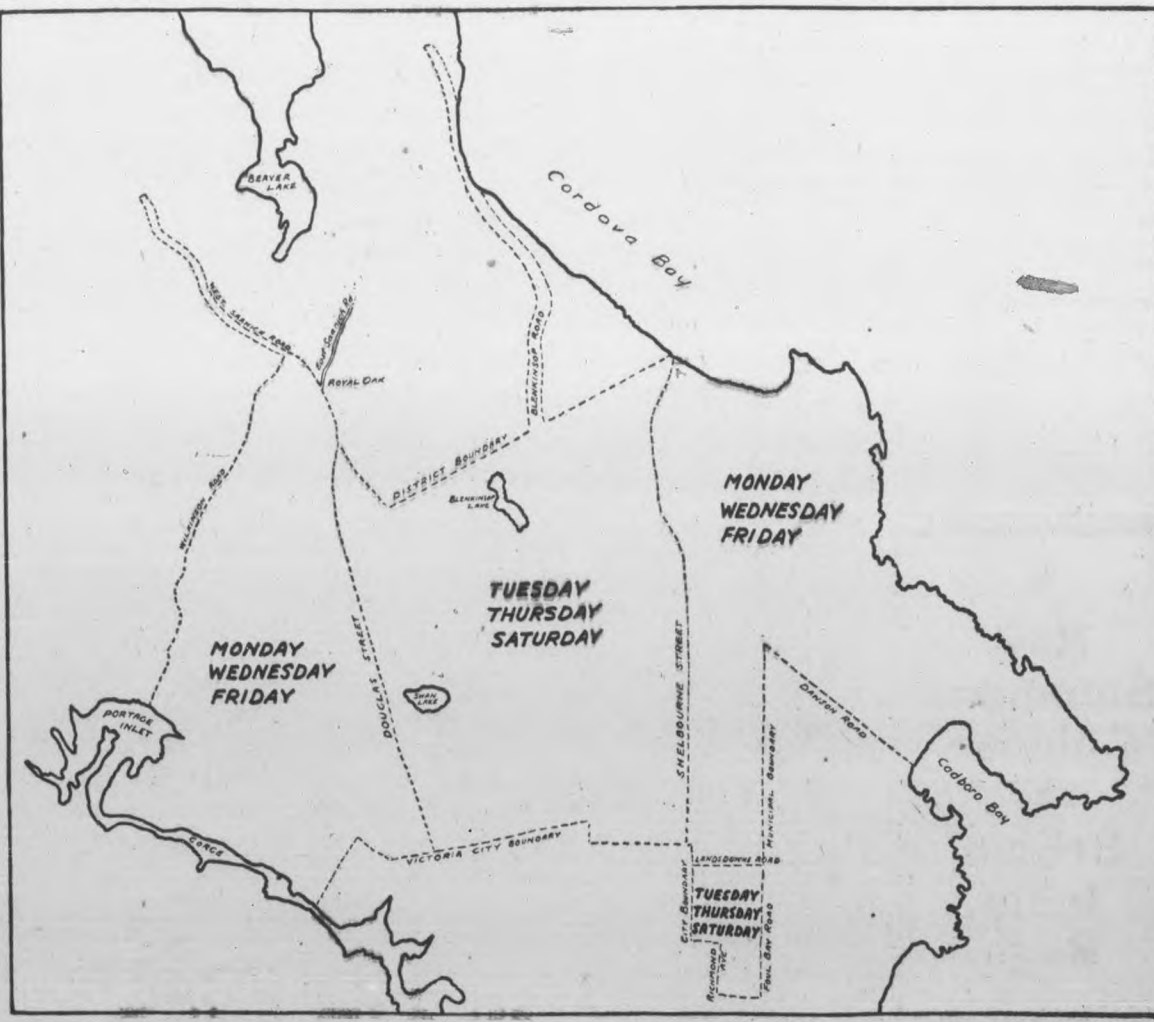 Cordova Bay
BEAVER
LAKE
WEST SAANICH ROAD
EAST SAANICH RD
ROYAL OAK
BLENKINSOP ROAD
DISTRICT BOUNDARY
BLENKINSOP
LAKE
WILKINSON ROAD
MONDAY
WEDNESDAY
FRIDAY
TUESDAY
THURSDAY
SATURDAY
MONDAY
WEDNESDAY
FRIDAY
DOUGLAS STREET
SWAN
LAKE
SHELBOURNE STREET
MUNICIPAL BOUNDARY
DAWSON ROAD
PORTAGE
INLET
Cadboro Bay
GORGE
VICTORIA CITY BOUNDARY
LANDSDOWNE ROAD
CITY BOUNDARY
TUESDAY
THURSDAY
SATURDAY
FOUL BAY ROAD
RICHMOND
AVE